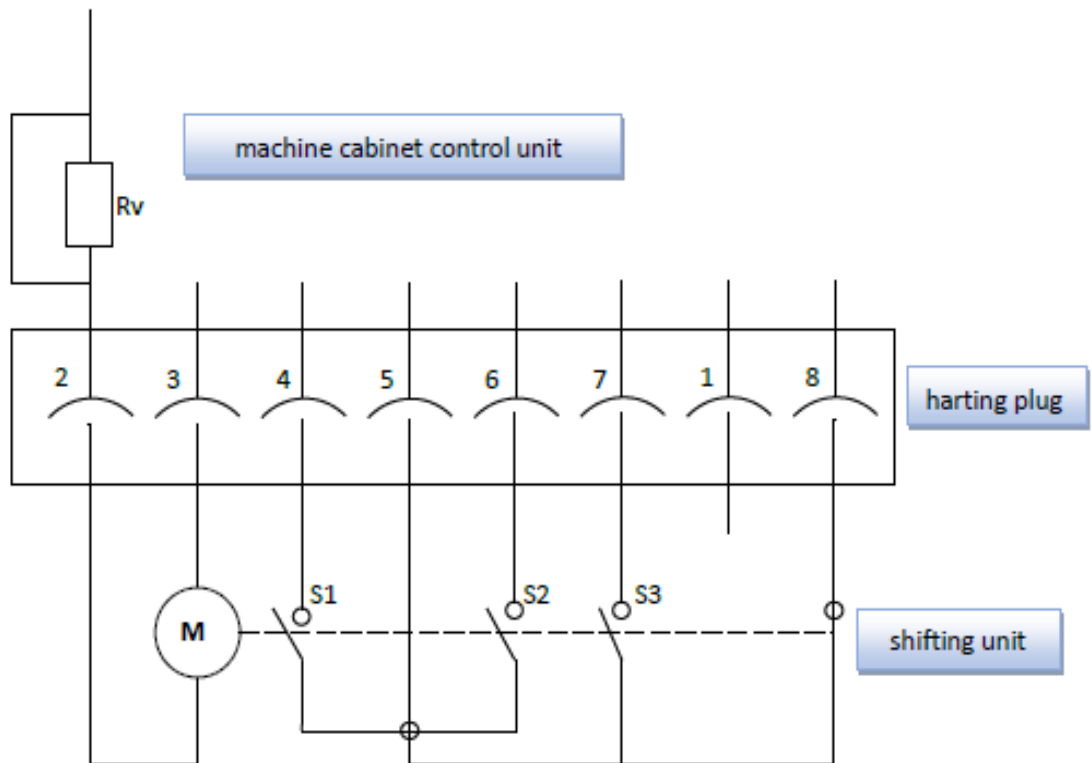 machine cabinet control unit
Rv
2 3 4 5 6 7 1 8
harting plug
S1 S2 S3
M
shifting unit